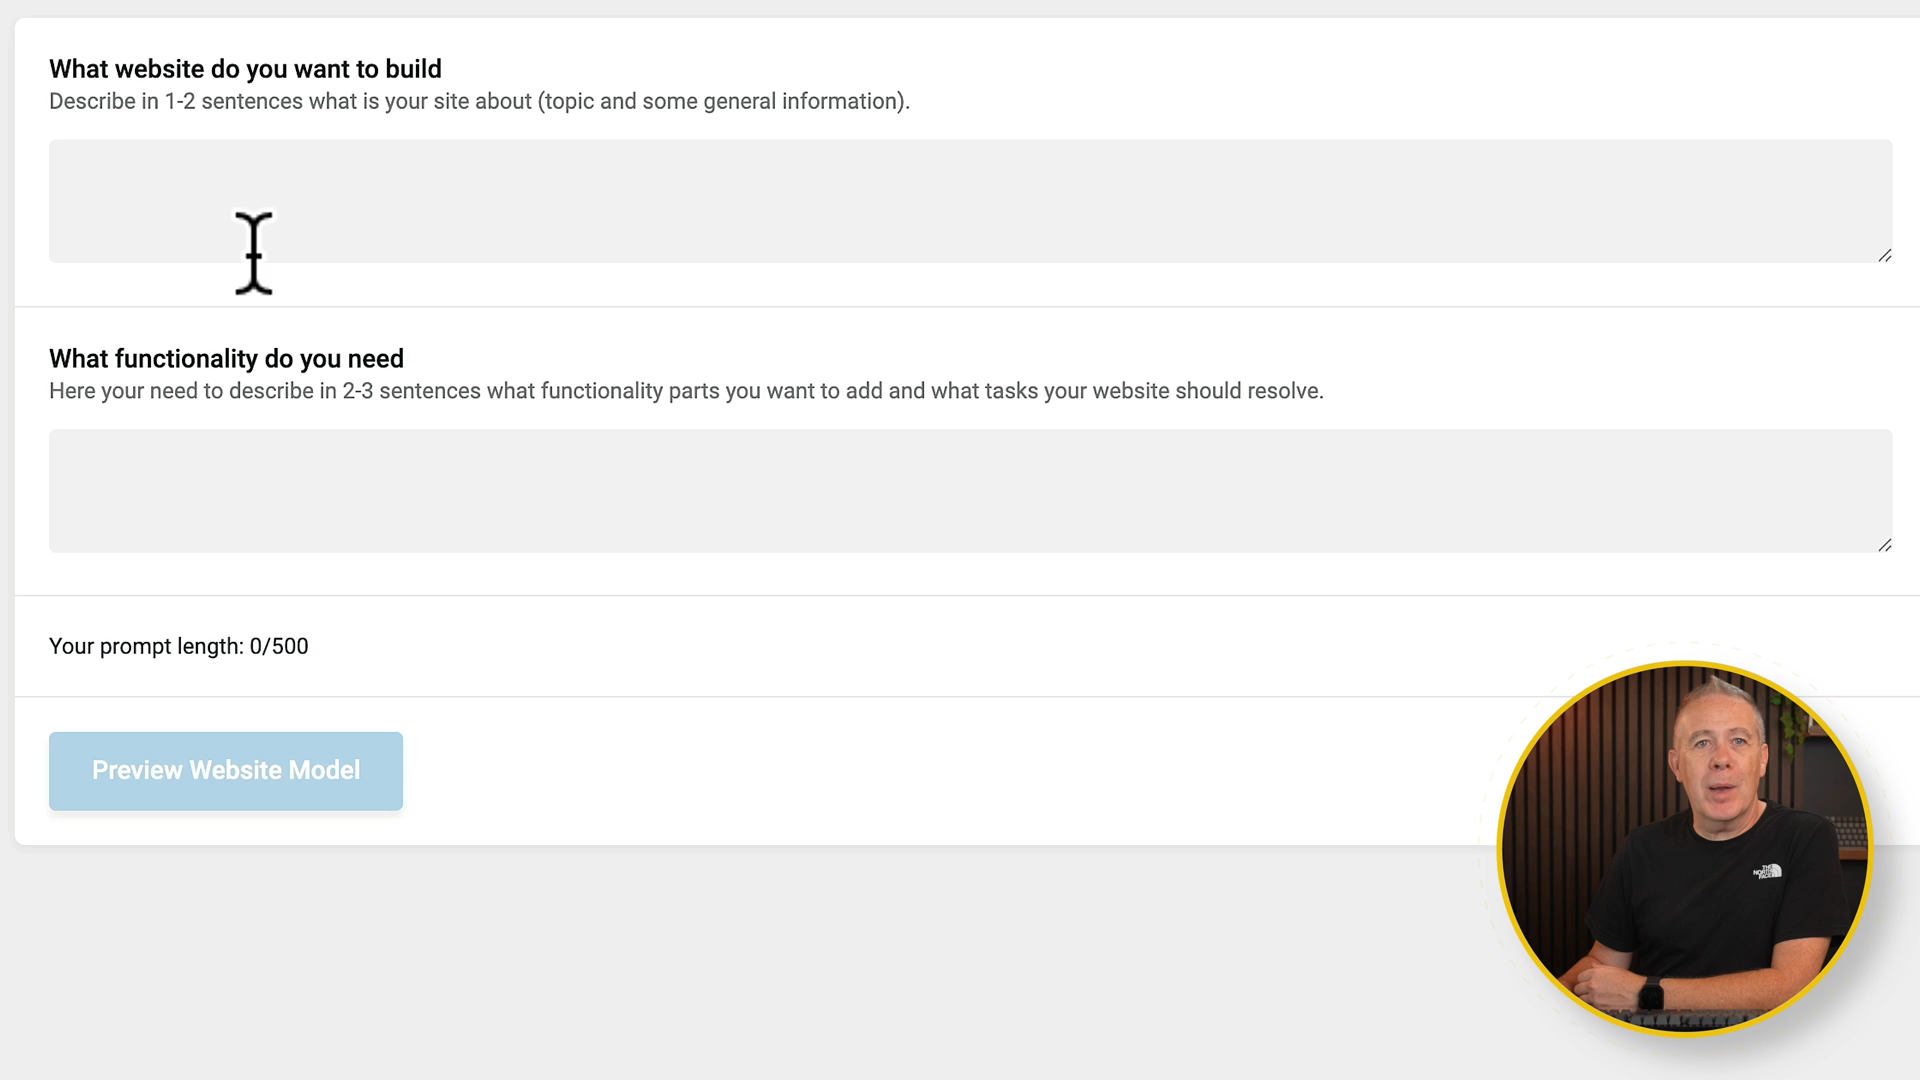 What website do you want to build
Describe in 1-2 sentences what is your site about (topic and some general information).
What functionality do you need
Here your need to describe in 2-3 sentences what functionality parts you want to add and what tasks your website should resolve.
Your prompt length: 0/500
Preview Website Model
THE
NORTH
FACE